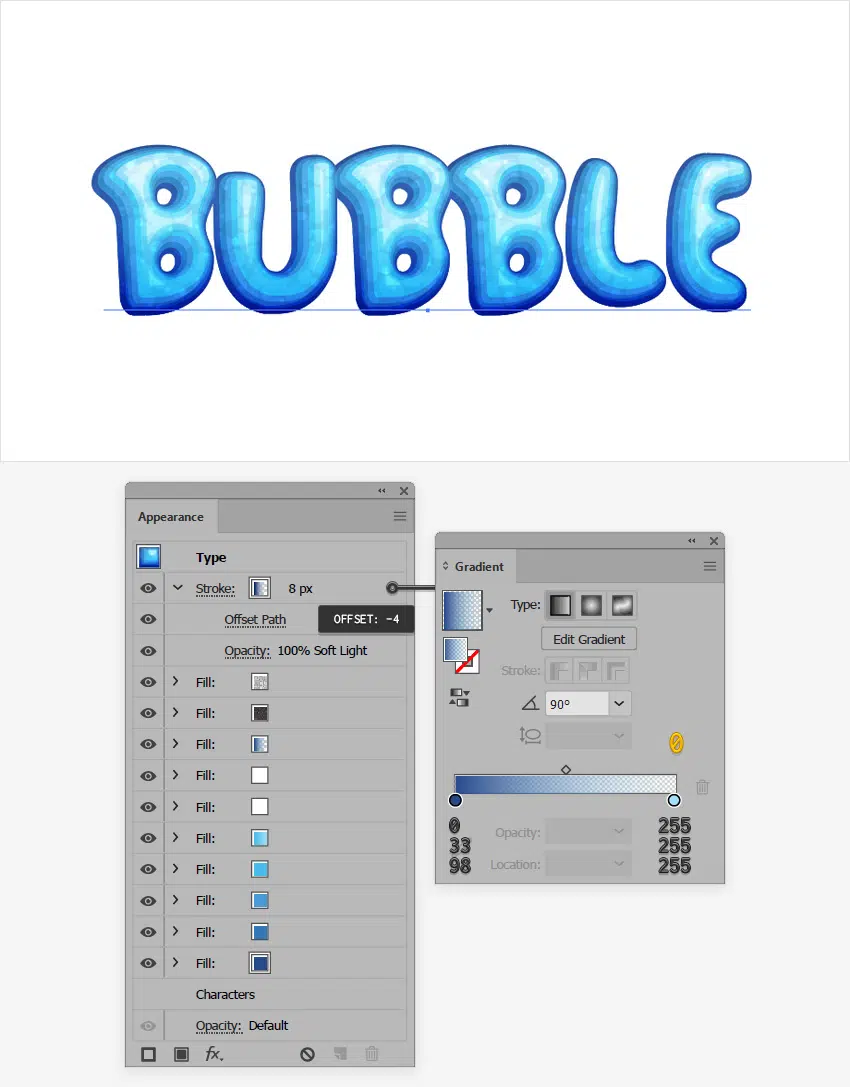 BUBBLE
Appearance
Type
Stroke: 8 px
Offset Path
OFFSET: -4
Opacity: 100% Soft Light
Fill:
Fill:
Fill:
Fill:
Fill:
Fill:
Fill:
Fill:
Fill:
Fill:
Characters
Opacity: Default
fx.
Gradient
Type:
Edit Gradient
Stroke:
90°
0
0 255
33 Opacity: 255
98 Location: 255